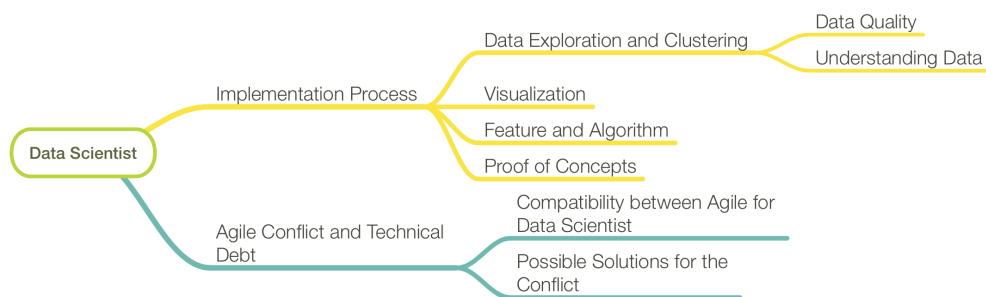 Data Scientist
Implementation Process
Data Exploration and Clustering
Data Quality
Understanding Data
Visualization
Feature and Algorithm
Proof of Concepts
Agile Conflict and Technical
Debt
Compatibility between Agile for
Data Scientist
Possible Solutions for the
Conflict